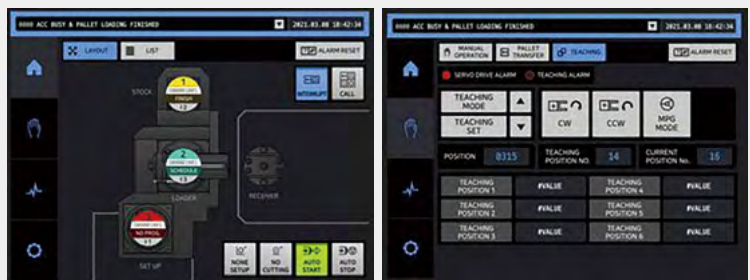 0000 ACC BUSY & PALLET LOADING FINISHED
2021.03.08 18:42:34
LAYOUT
LIST
ALARM RESET
STOCK
1
FINISH
INTERRUPT
CALL
2
SCHEDULE
LOADER
RECEIVER
NO PROG.
SET UP
NONE SETUP
NO CUTTING
AUTO START
AUTO STOP
0000 ACC BUSY & PALLET LOADING FINISHED
2021.03.08 18:42:34
MANUAL OPERATION
PALLET TRANSFER
TEACHING
ALARM RESET
SERVO DRIVE ALARM
TEACHING ALARM
TEACHING MODE
TEACHING SET
CW
CCW
MPG MODE
POSITION
0315
TEACHING POSITION NO.
14
CURRENT POSITION No.
16
TEACHING POSITION 1
#VALUE
TEACHING POSITION 4
#VALUE
TEACHING POSITION 2
#VALUE
TEACHING POSITION 5
#VALUE
TEACHING POSITION 3
#VALUE
TEACHING POSITION 6
#VALUE